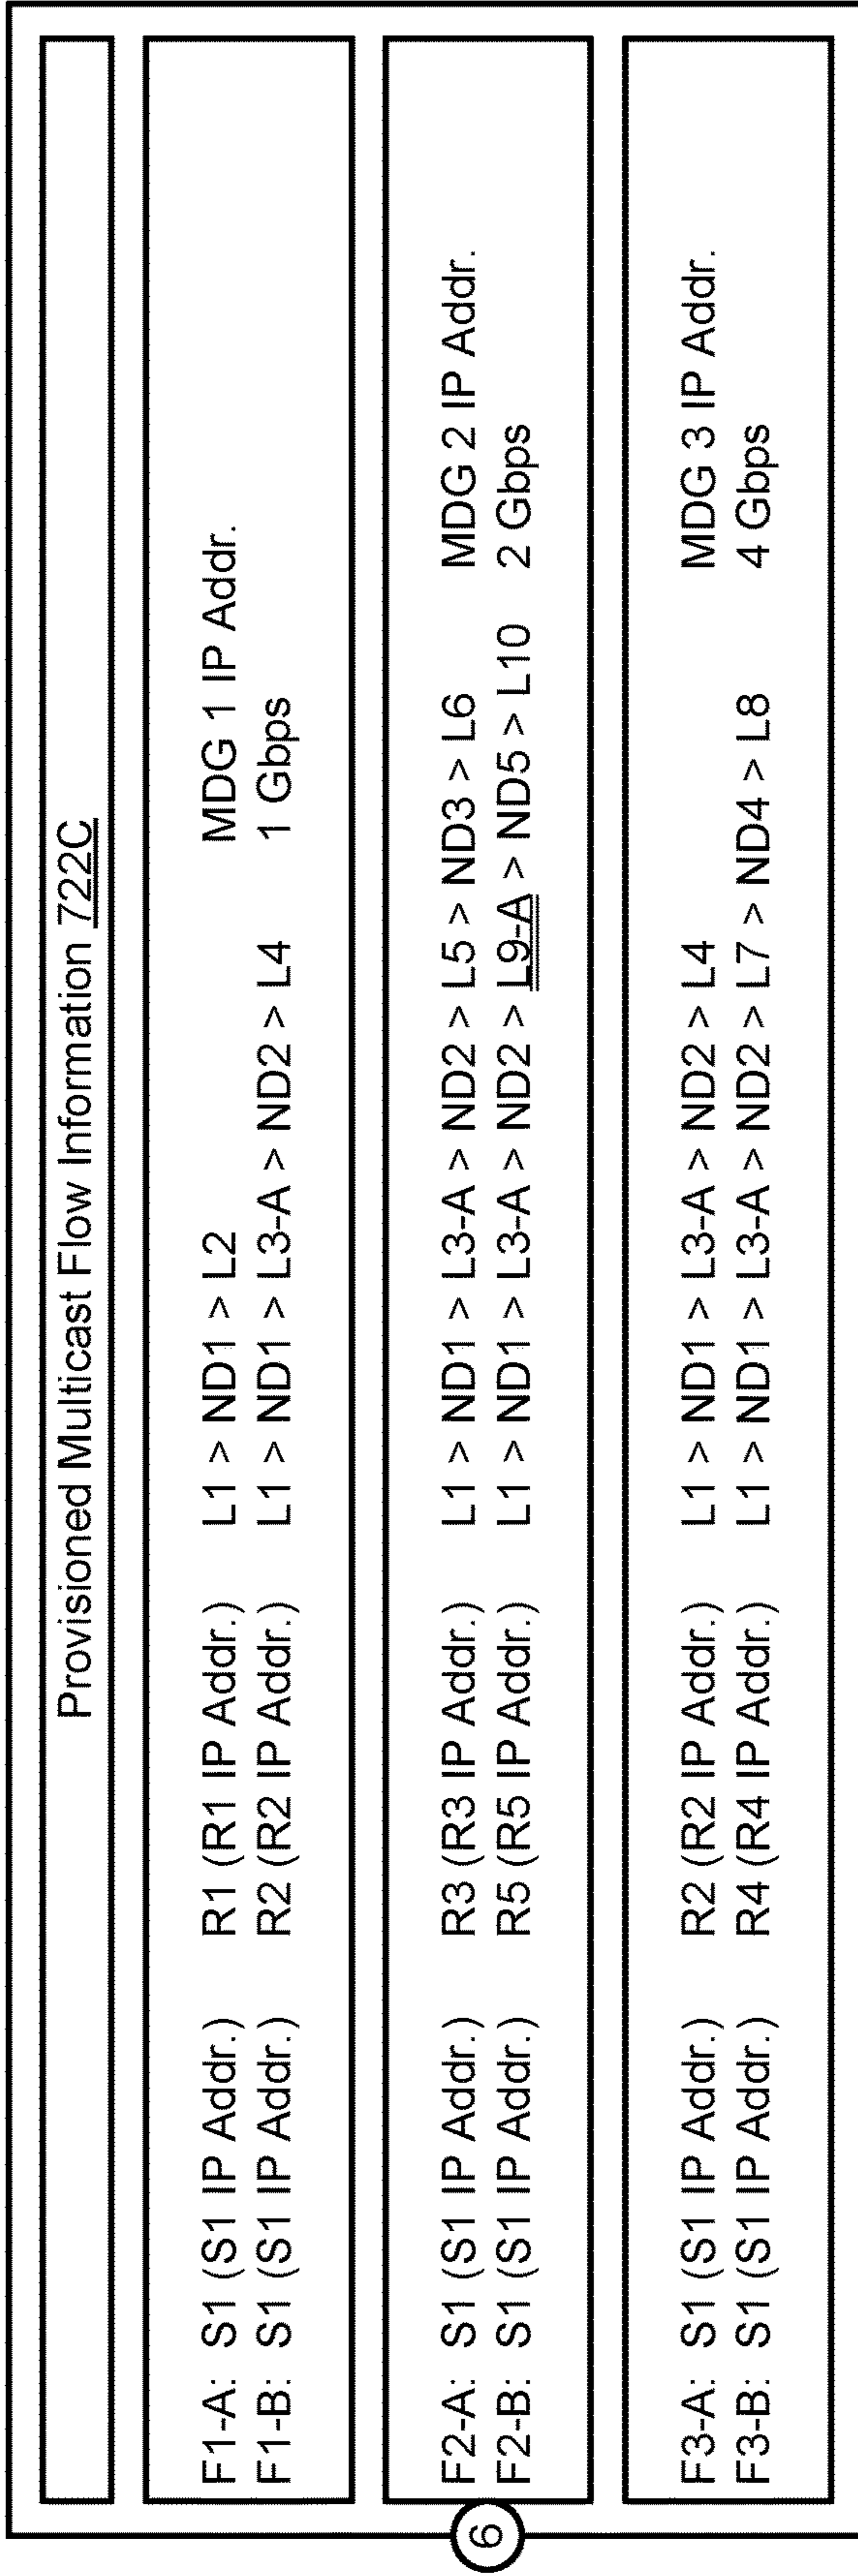 Provisioned Multicast Flow Information 722C
F1-A: S1 (S1 IP Addr.) R1 (R1 IP Addr.) L1 > ND1 > L2 MDG 1 IP Addr.
F1-B: S1 (S1 IP Addr.) R2 (R2 IP Addr.) L1 > ND1 > L3-A > ND2 > L4 1 Gbps
F2-A: S1 (S1 IP Addr.) R3 (R3 IP Addr.) L1 > ND1 > L3-A > ND2 > L5 > ND3 > L6 MDG 2 IP Addr.
F2-B: S1 (S1 IP Addr.) R5 (R5 IP Addr.) L1 > ND1 > L3-A > ND2 > L9-A > ND5 > L10 2 Gbps
F3-A: S1 (S1 IP Addr.) R2 (R2 IP Addr.) L1 > ND1 > L3-A > ND2 > L4 MDG 3 IP Addr.
F3-B: S1 (S1 IP Addr.) R4 (R4 IP Addr.) L1 > ND1 > L3-A > ND2 > L7 > ND4 > L8 4 Gbps
6